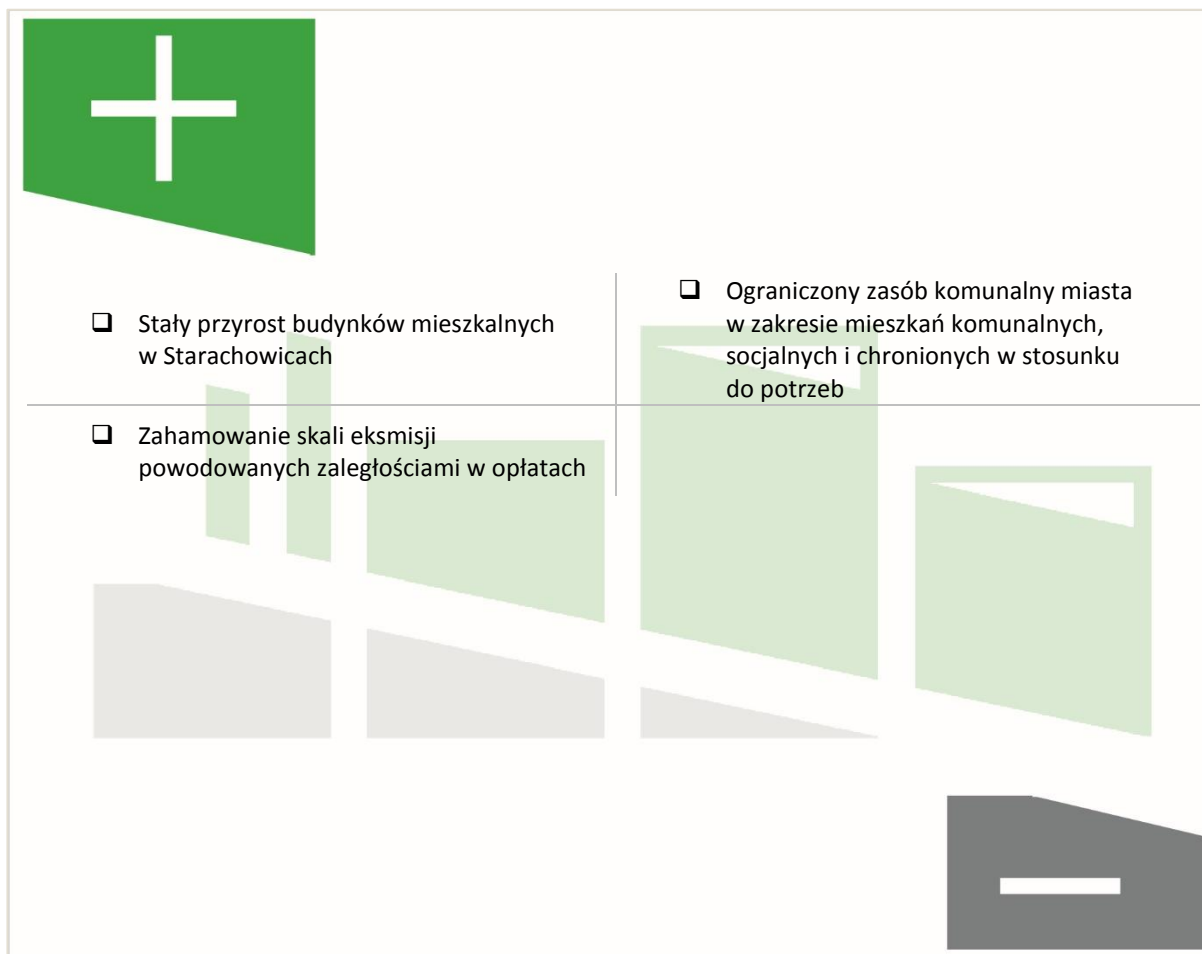 ❑ Stały przyrost budynków mieszkalnych
w Starachowicach
❑ Ograniczony zasób komunalny miasta
w zakresie mieszkań komunalnych,
socjalnych i chronionych w stosunku
do potrzeb
❑ Zahamowanie skali eksmisji
powodowanych zaległościami w opłatach